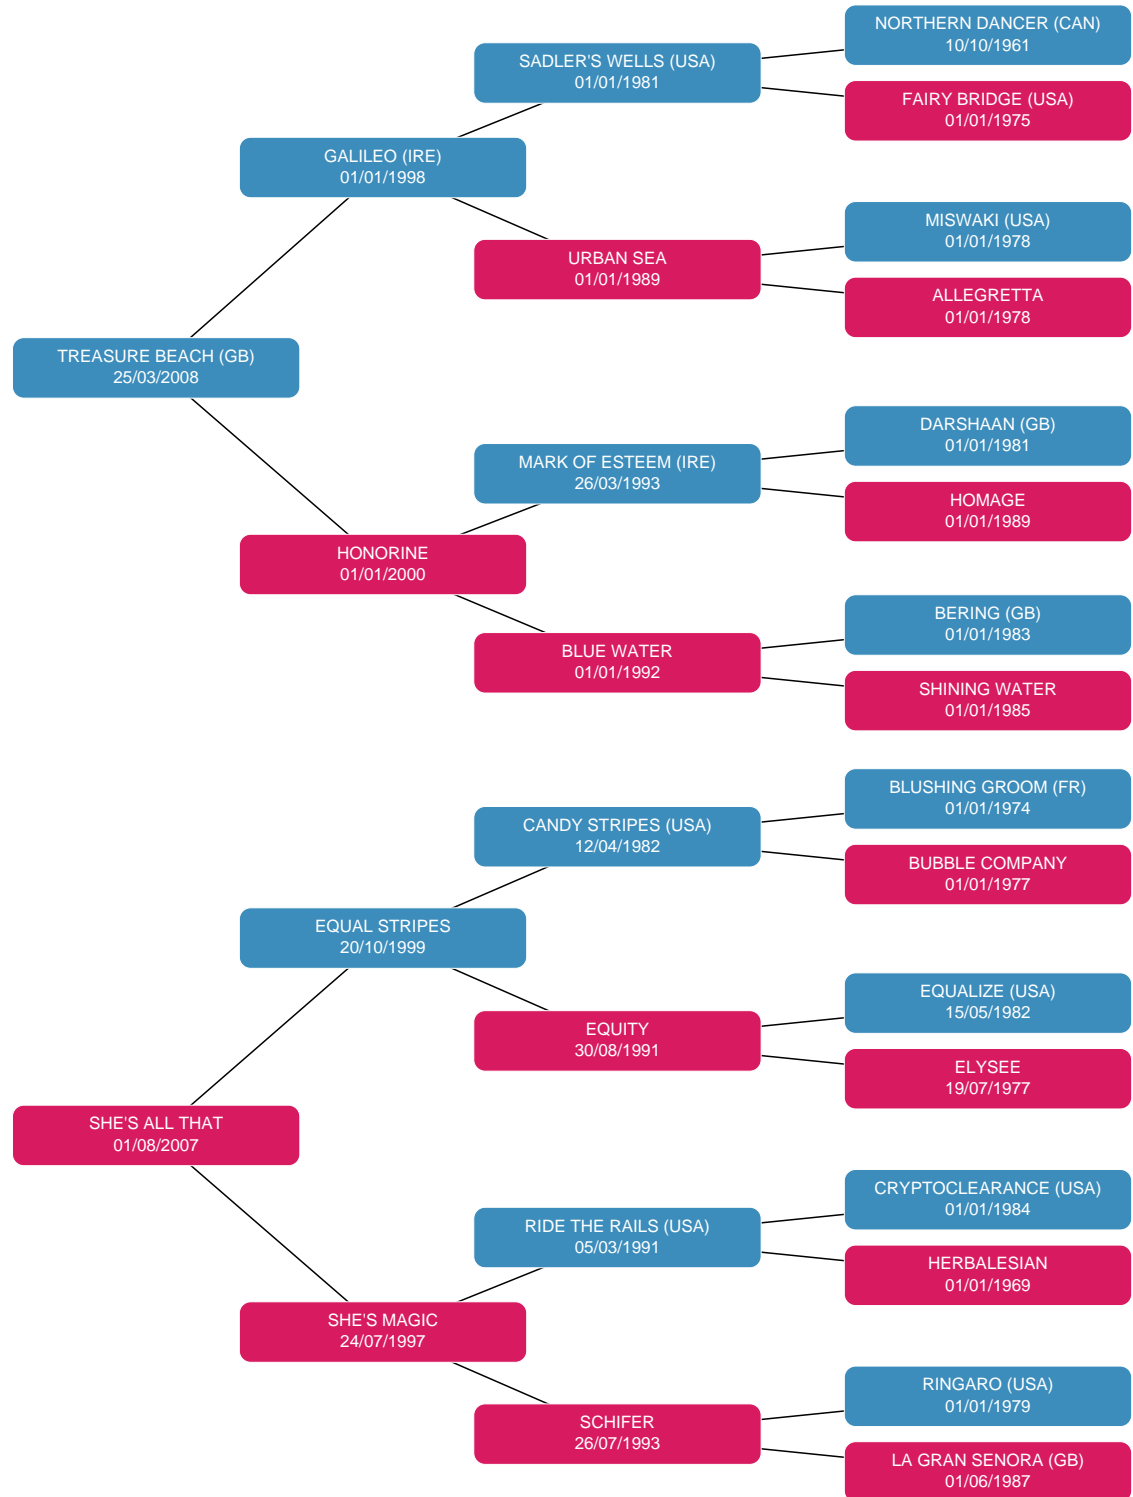 NORTHERN DANCER (CAN)
10/10/1961
SADLER'S WELLS (USA)
01/01/1981
FAIRY BRIDGE (USA)
01/01/1975
GALILEO (IRE)
01/01/1998
MISWAKI (USA)
01/01/1978
URBAN SEA
01/01/1989
ALLEGRETTA
01/01/1978
TREASURE BEACH (GB)
25/03/2008
DARSHAAN (GB)
01/01/1981
MARK OF ESTEEM (IRE)
26/03/1993
HOMAGE
01/01/1989
HONORINE
01/01/2000
BERING (GB)
01/01/1983
BLUE WATER
01/01/1992
SHINING WATER
01/01/1985
BLUSHING GROOM (FR)
01/01/1974
CANDY STRIPES (USA)
12/04/1982
BUBBLE COMPANY
01/01/1977
EQUAL STRIPES
20/10/1999
EQUALIZE (USA)
15/05/1982
EQUITY
30/08/1991
ELYSEE
19/07/1977
SHE'S ALL THAT
01/08/2007
CRYPTOCLEARANCE (USA)
01/01/1984
RIDE THE RAILS (USA)
05/03/1991
HERBALESIAN
01/01/1969
SHE'S MAGIC
24/07/1997
RINGARO (USA)
01/01/1979
SCHIFER
26/07/1993
LA GRAN SENORA (GB)
01/06/1987